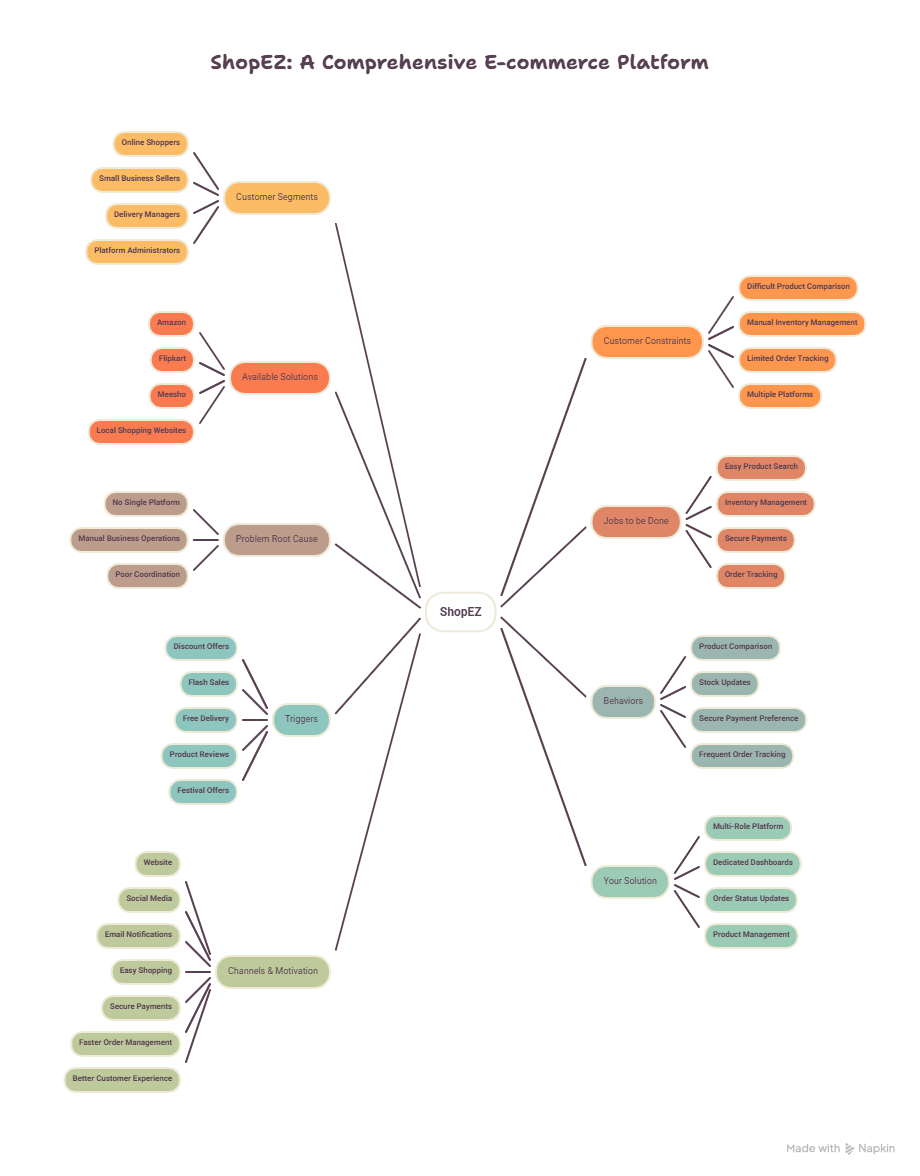 ShopEZ: A Comprehensive E-commerce Platform
Online Shoppers
Small Business Sellers
Delivery Managers
Platform Administrators
Customer Segments
Amazon
Flipkart
Meesho
Local Shopping Websites
Available Solutions
No Single Platform
Manual Business Operations
Poor Coordination
Problem Root Cause
Discount Offers
Flash Sales
Free Delivery
Product Reviews
Festival Offers
Triggers
Website
Social Media
Email Notifications
Easy Shopping
Secure Payments
Faster Order Management
Better Customer Experience
Channels & Motivation
ShopEZ
Customer Constraints
Difficult Product Comparison
Manual Inventory Management
Limited Order Tracking
Multiple Platforms
Jobs to be Done
Easy Product Search
Inventory Management
Secure Payments
Order Tracking
Behaviors
Product Comparison
Stock Updates
Secure Payment Preference
Frequent Order Tracking
Your Solution
Multi-Role Platform
Dedicated Dashboards
Order Status Updates
Product Management
Made with Napkin